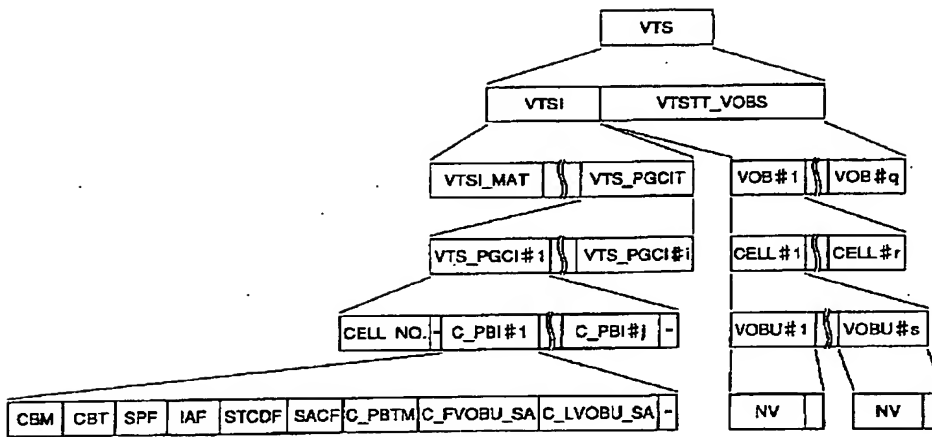 VTS
VTSI VTSTT_VOBS
VTSI_MAT VTS_PGCIT VOB#1 VOB#q
VTS_PGCI#1 VTS_PGCI#i CELL#1 CELL#r
CELL NO. - C_PBI#1 C_PBI#j - VOBU#1 VOBU#s
CBM CBT SPF IAF STCDF SACF C_PBTM C_FVOBU_SA C_LVOBU_SA - NV NV